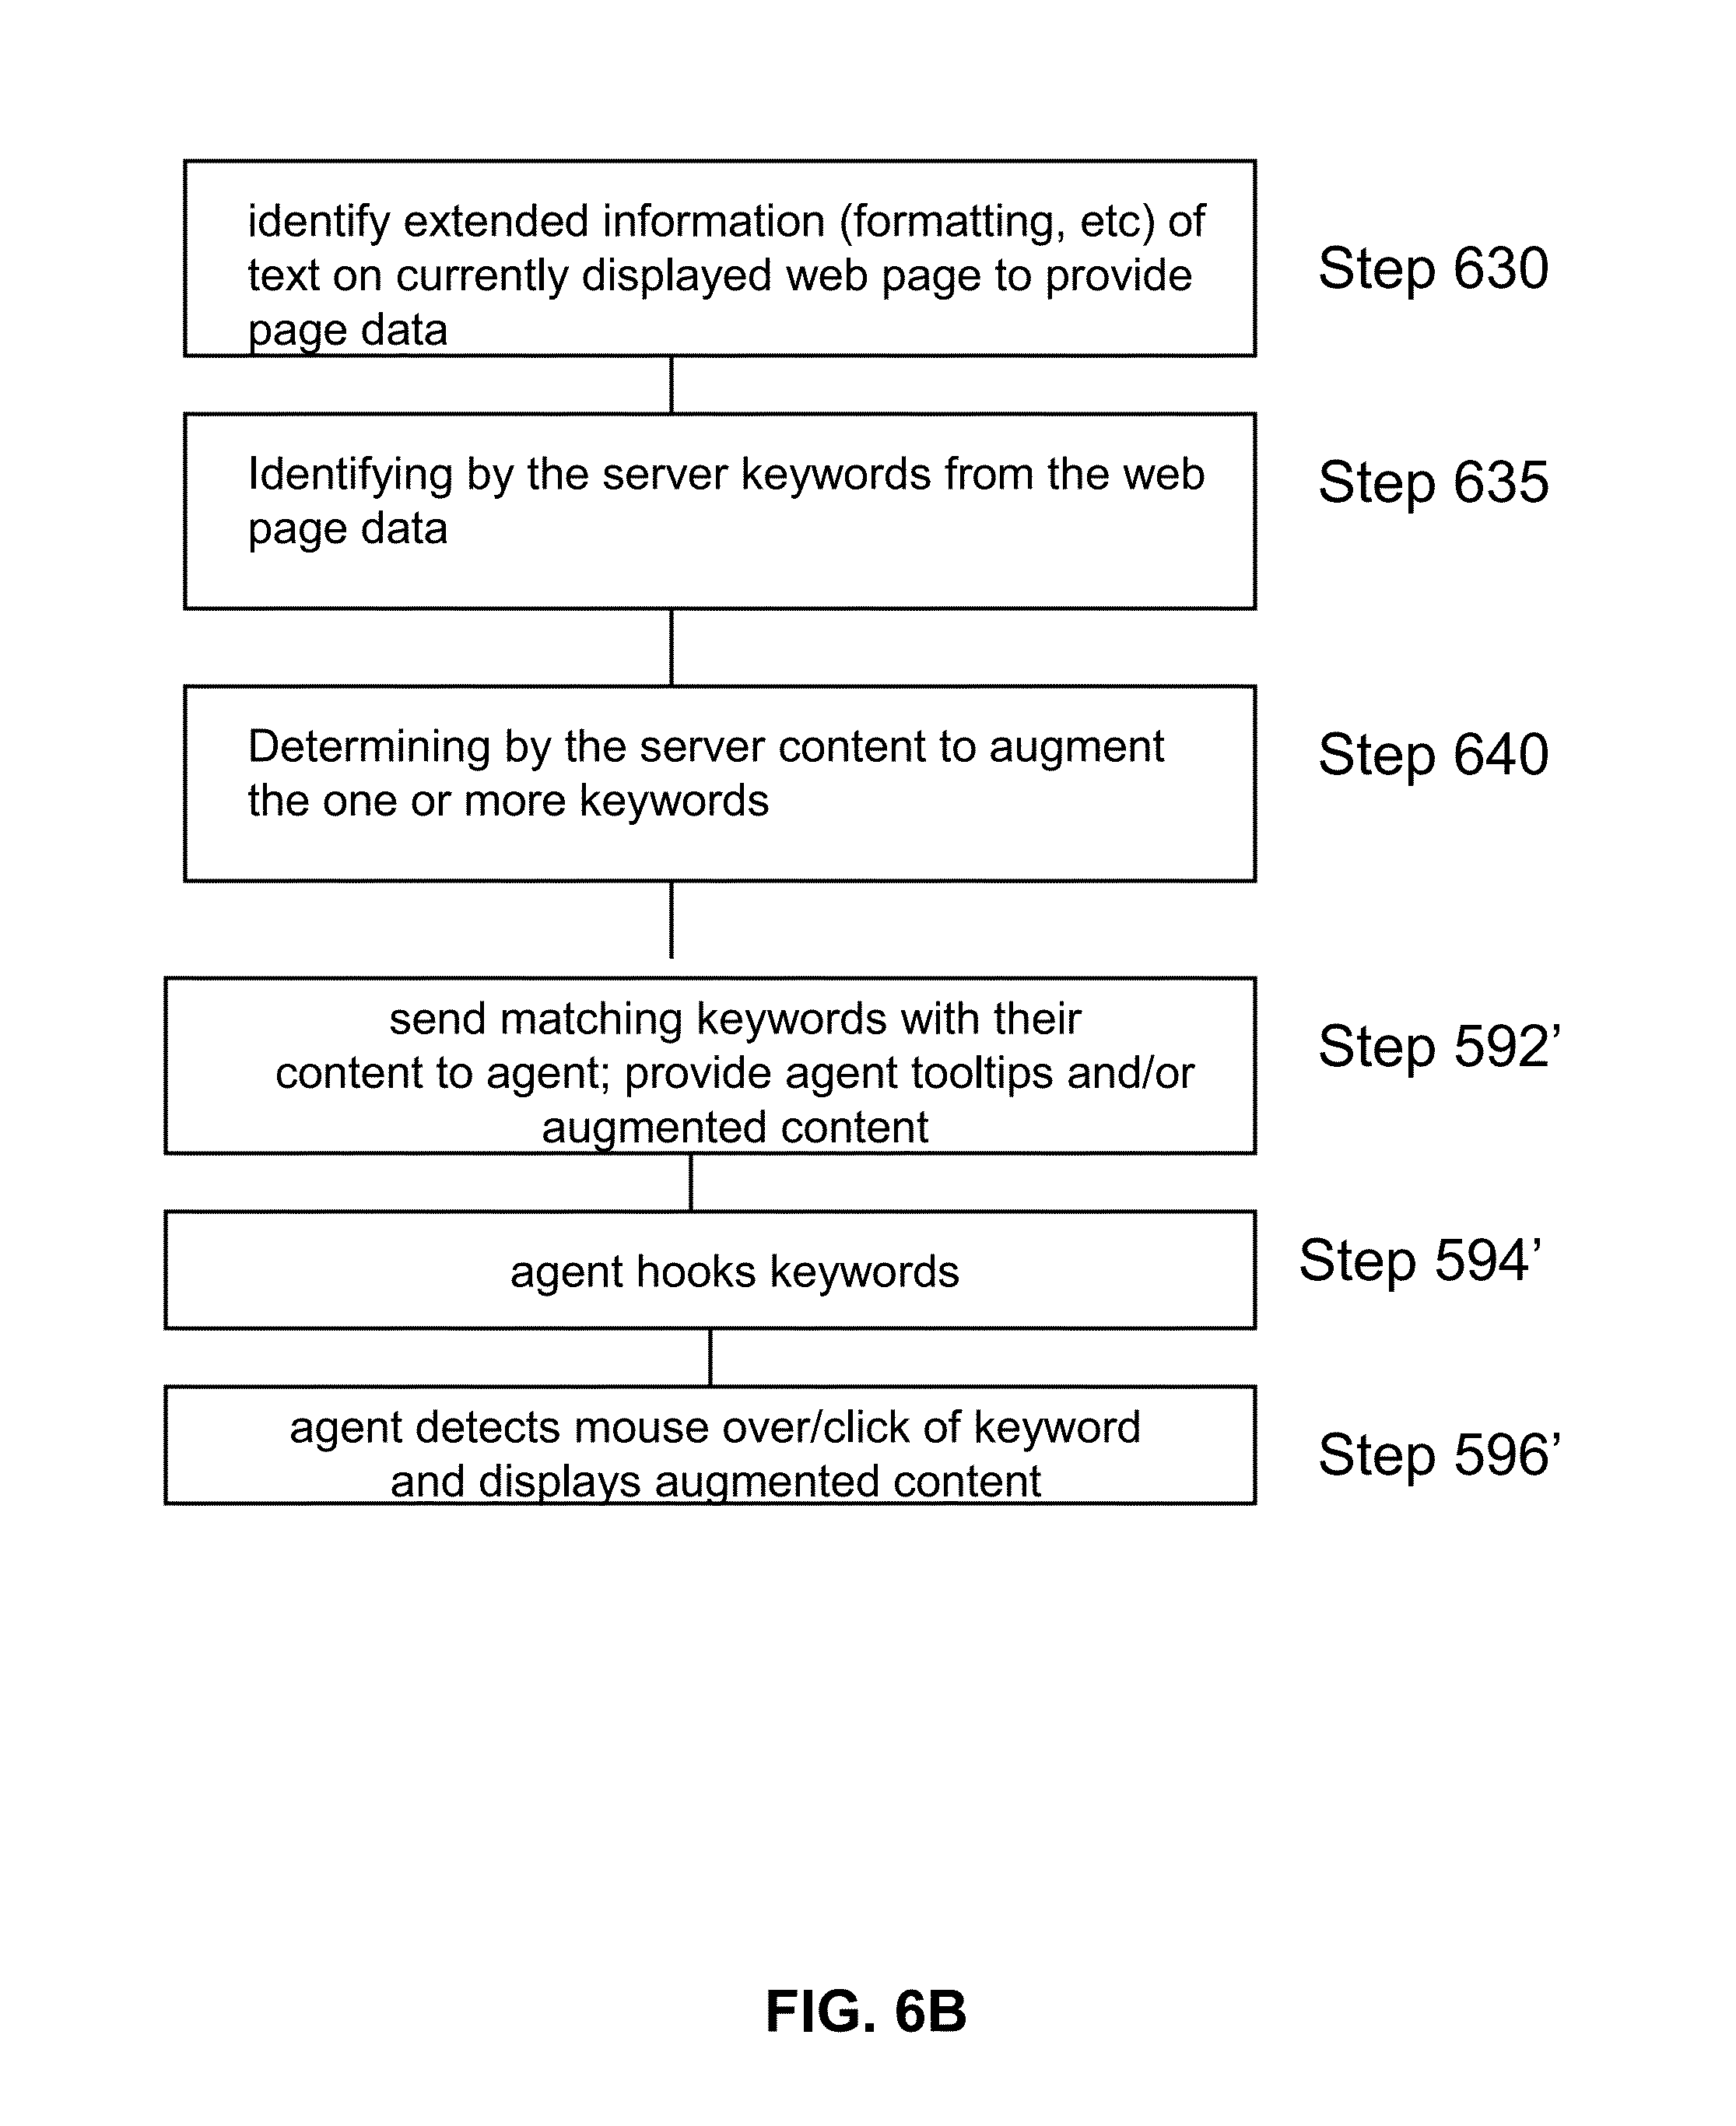 identify extended information (formatting, etc) of
text on currently displayed web page to provide
page data
Step 630
Identifying by the server keywords from the web
page data
Step 635
Determining by the server content to augment
the one or more keywords
Step 640
send matching keywords with their
content to agent; provide agent tooltips and/or
augmented content
Step 592’
agent hooks keywords
Step 594’
agent detects mouse over/click of keyword
and displays augmented content
Step 596’
FIG. 6B